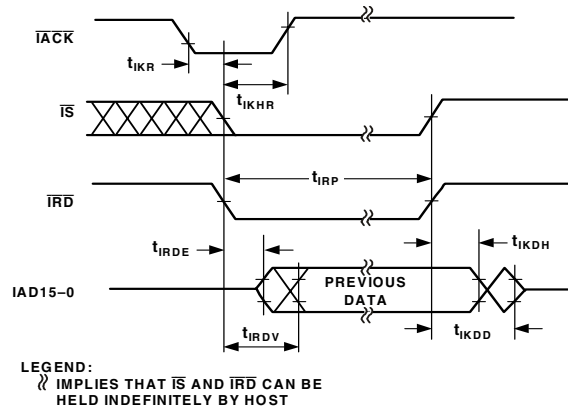 IACK
tIKR
tIKHR
IS
tIRP
IRD
tIRDE
tIKDH
IAD15–0
PREVIOUS
DATA
tIKDD
tIRDV
LEGEND:
IMPLIES THAT IS AND IRD CAN BE
HELD INDEFINITELY BY HOST